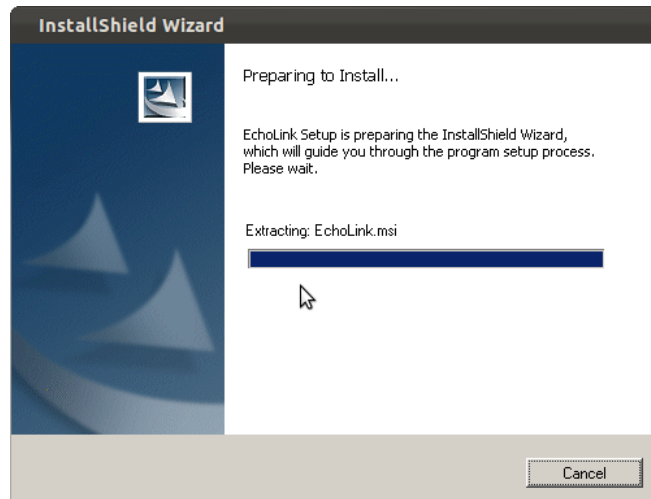 InstallShield Wizard
Preparing to Install...
EchoLink Setup is preparing the InstallShield Wizard,
which will guide you through the program setup process.
Please wait.
Extracting: EchoLink.msi
Cancel